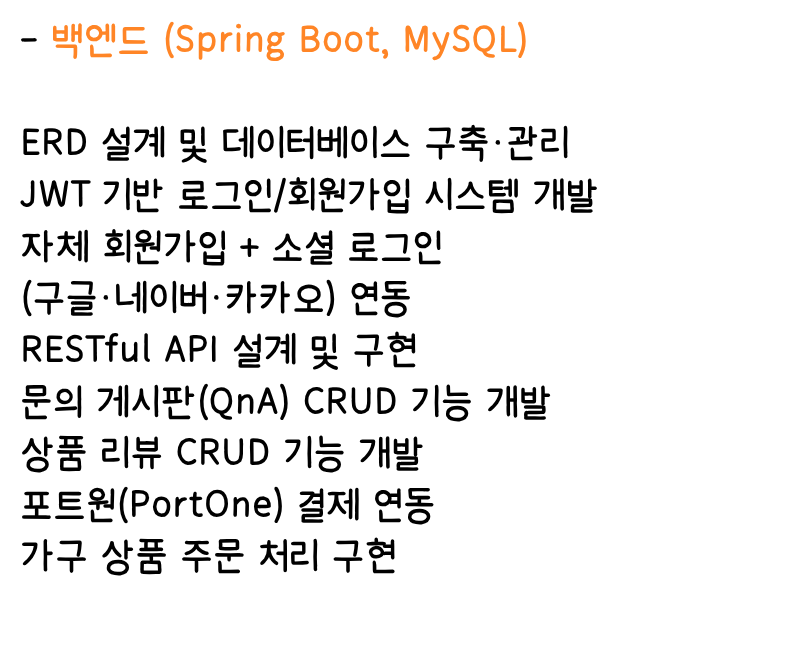 - 백엔드 (Spring Boot, MySQL)
ERD 설계 및 데이터베이스 구축·관리
JWT 기반 로그인/회원가입 시스템 개발
자체 회원가입 + 소셜 로그인
(구글·네이버·카카오) 연동
RESTful API 설계 및 구현
문의 게시판(QnA) CRUD 기능 개발
상품 리뷰 CRUD 기능 개발
포트원(PortOne) 결제 연동
가구 상품 주문 처리 구현